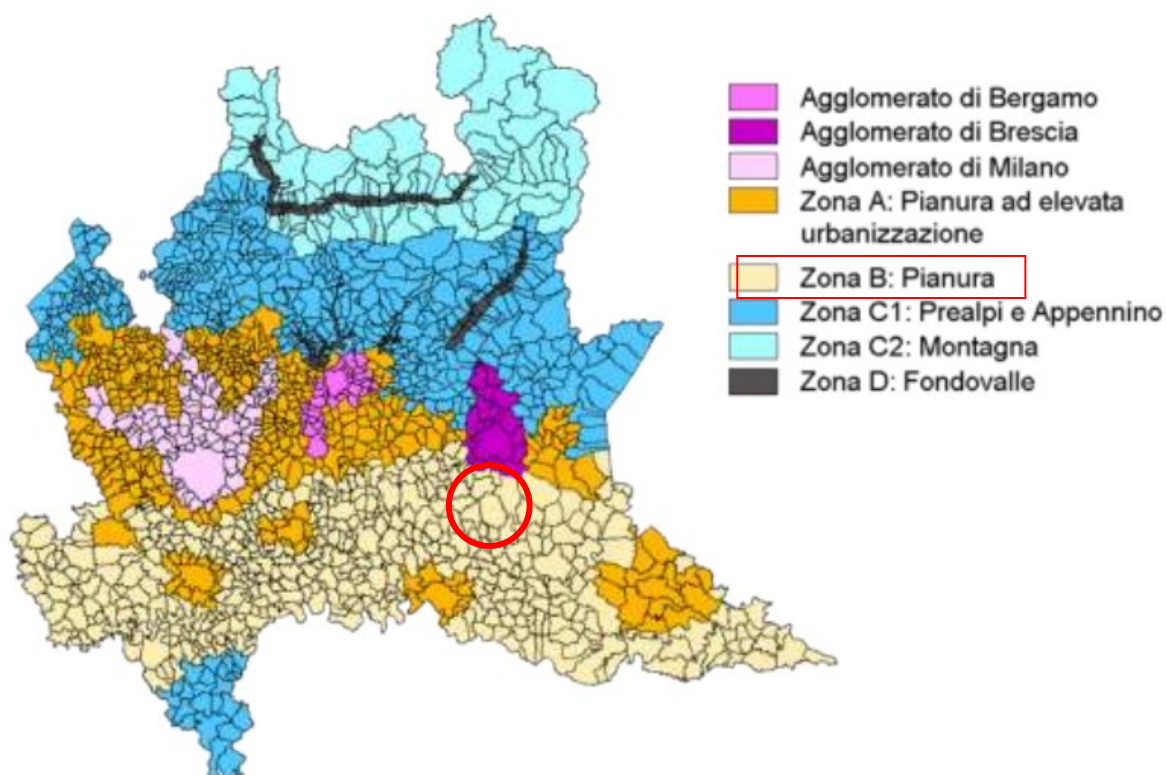 Agglomerato di Bergamo
Agglomerato di Brescia
Agglomerato di Milano
Zona A: Pianura ad elevata
urbanizzazione
Zona B: Pianura
Zona C1: Prealpi e Appennino
Zona C2: Montagna
Zona D: Fondovalle